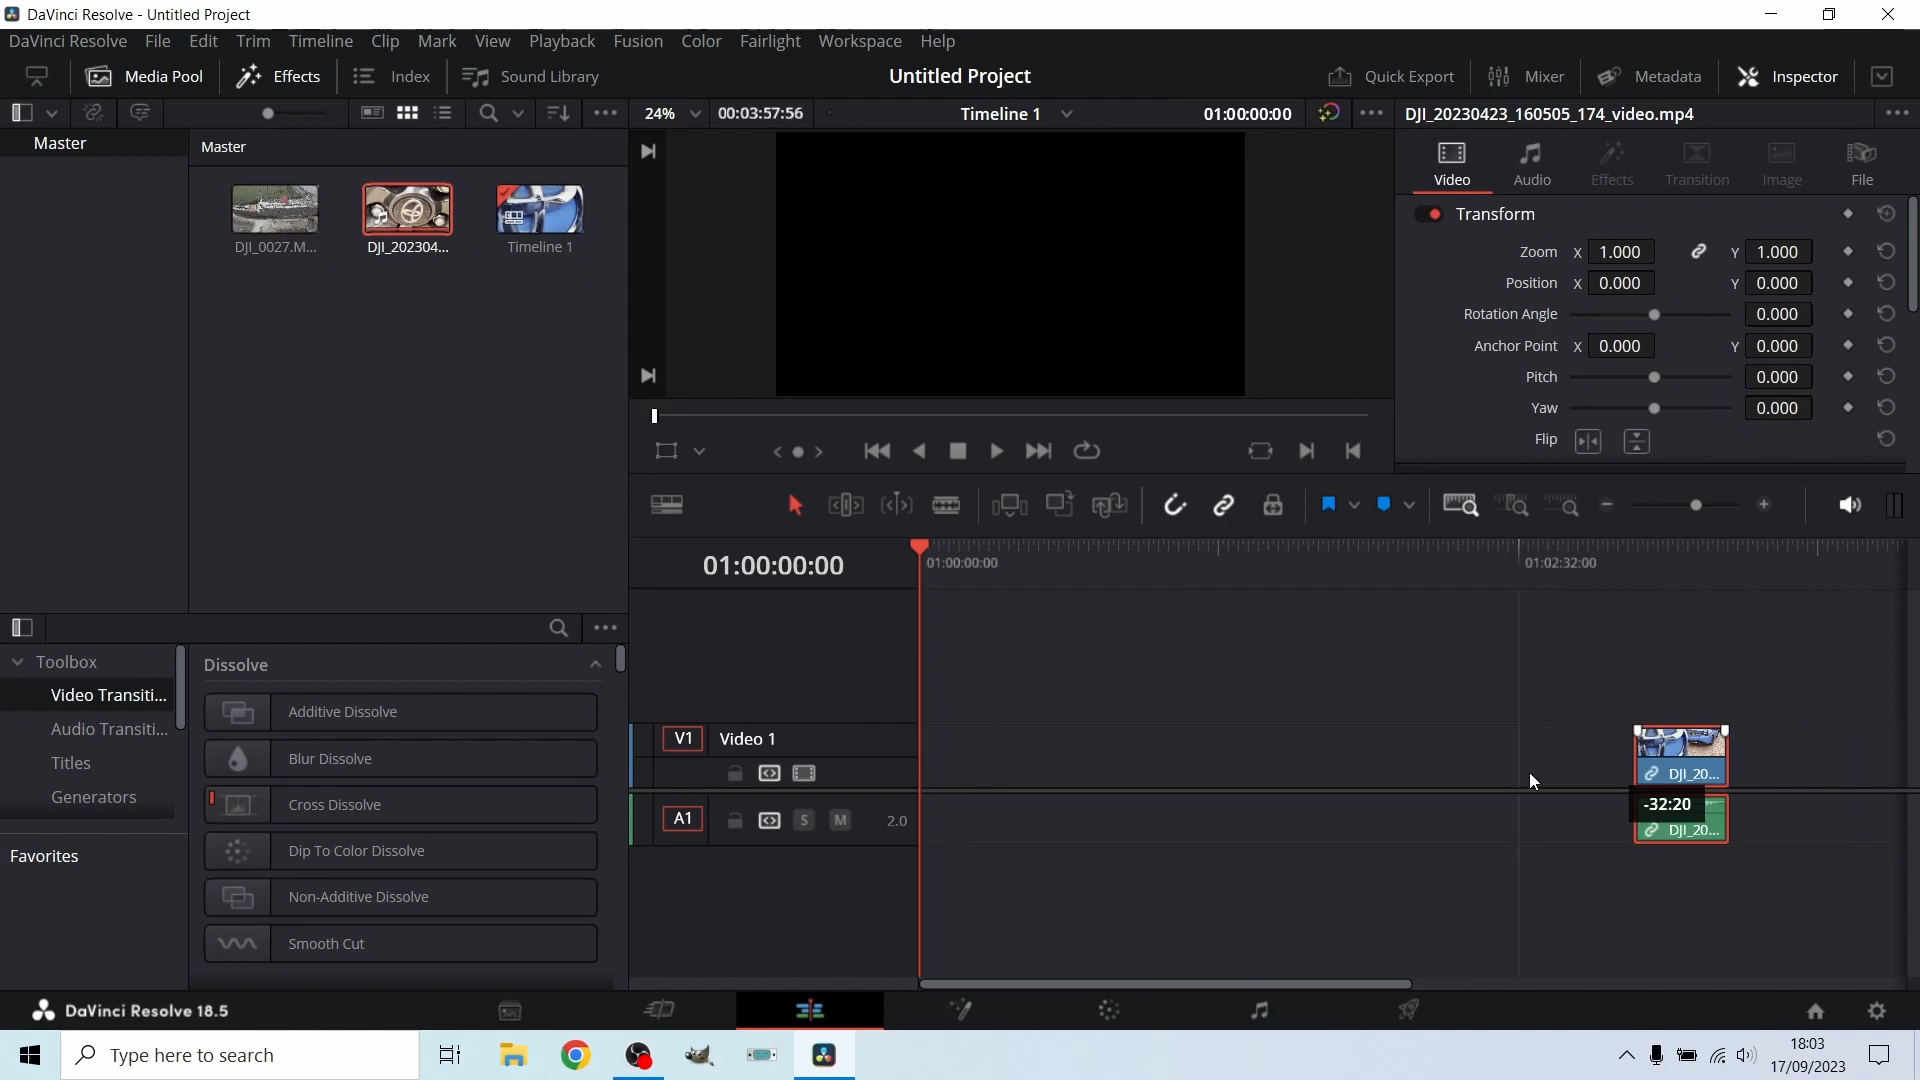 DaVinci Resolve - Untitled Project
DaVinci Resolve File Edit Trim Timeline Clip Mark View Playback Fusion Color Fairlight Workspace Help
Media Pool Effects Index Sound Library Untitled Project Quick Export Mixer Metadata Inspector
24% 00:03:57:56 Timeline 1 01:00:00:00 DJI_20230423_160505_174_video.mp4
Master Master
Video Audio Effects Transition Image File
DJI_0027.M... DJI_202304... Timeline 1
Transform
Zoom X 1.000 Y 1.000
Position X 0.000 Y 0.000
Rotation Angle 0.000
Anchor Point X 0.000 Y 0.000
Pitch 0.000
Yaw 0.000
Flip
01:00:00:00 01:00:00:00 01:02:32:00
Toolbox
Video Transiti...
Audio Transiti...
Titles
Generators
Favorites
Dissolve
Additive Dissolve
Blur Dissolve
Cross Dissolve
Dip To Color Dissolve
Non-Additive Dissolve
Smooth Cut
V1 Video 1
DJI_20...
-32:20
A1 S M 2.0
DJI_20...
DaVinci Resolve 18.5
Type here to search
18:03
17/09/2023